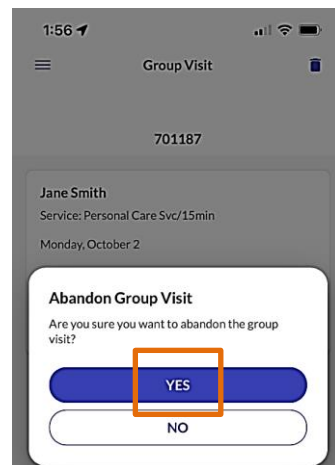 1:56
Group Visit
701187
Jane Smith
Service: Personal Care Svc/15min
Monday, October 2
Abandon Group Visit
Are you sure you want to abandon the group
visit?
YES
NO